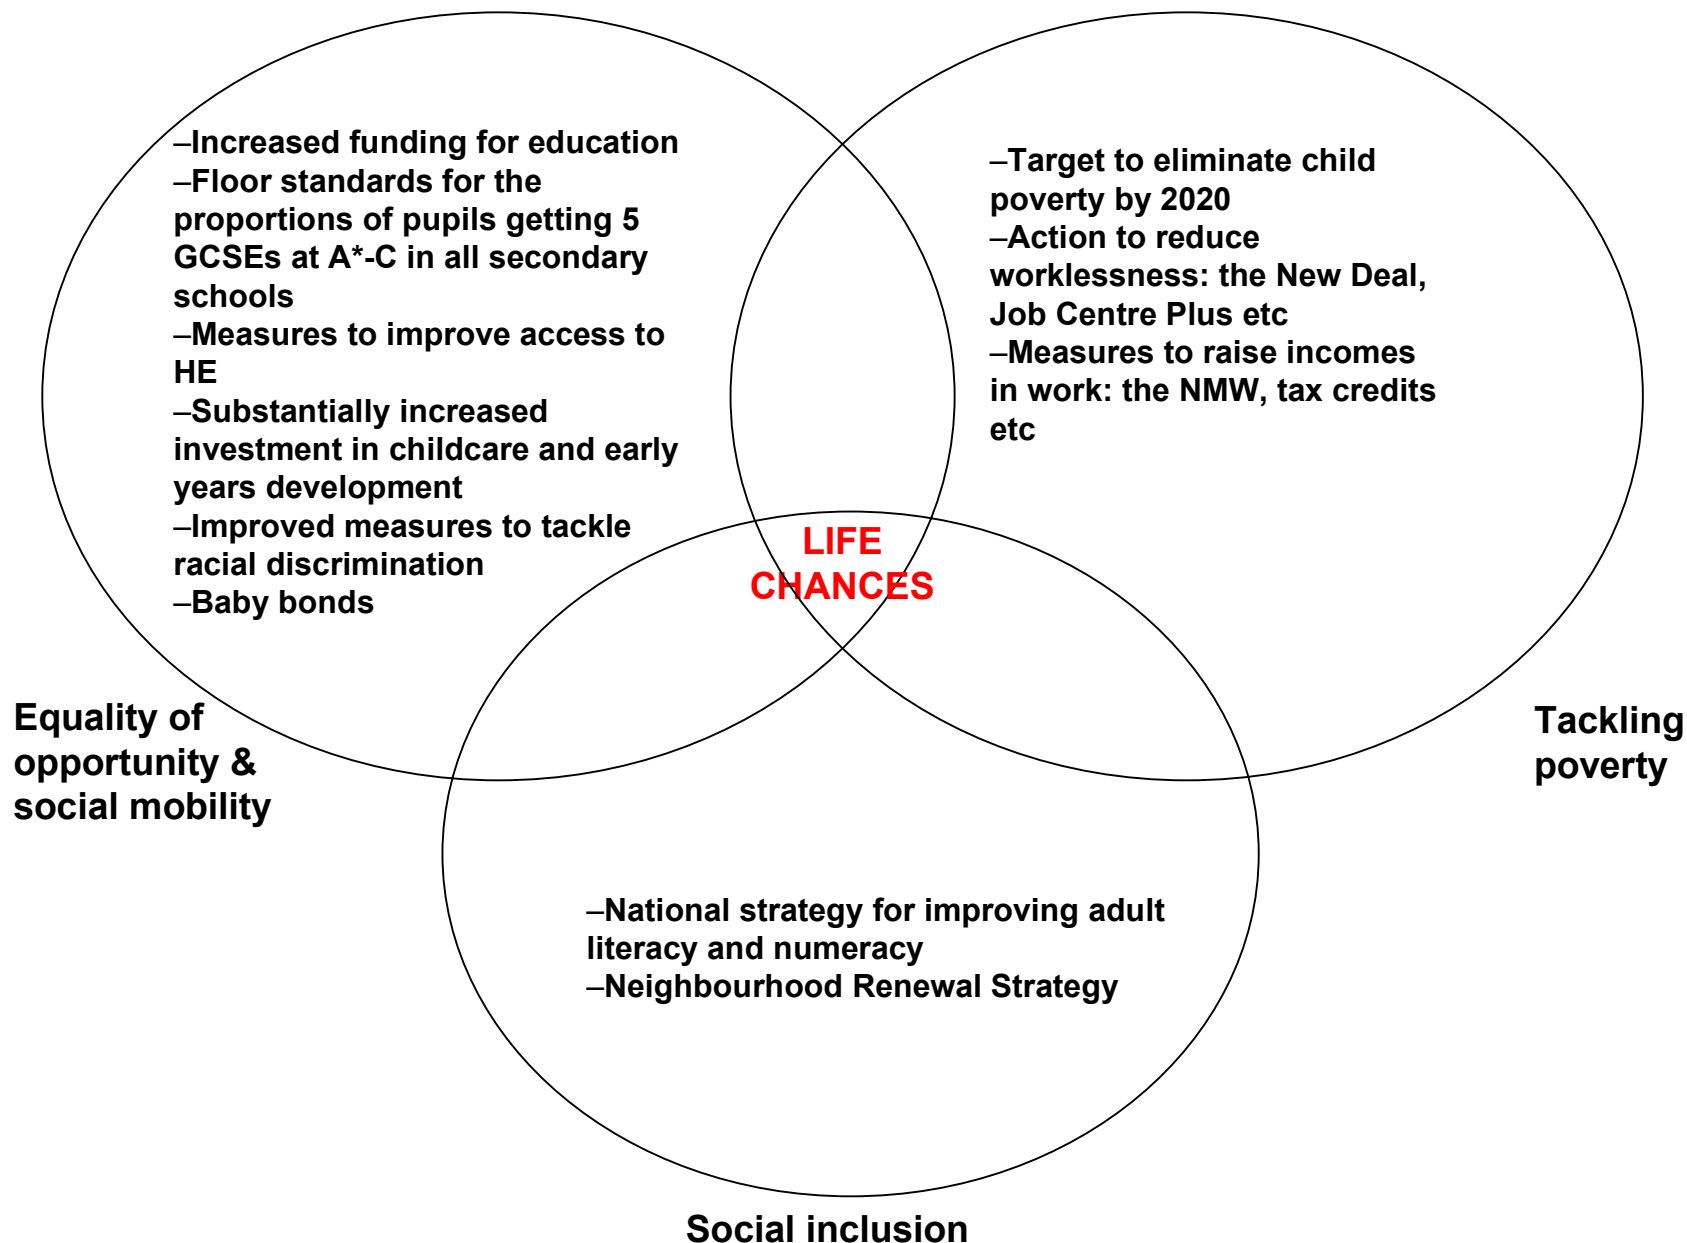 –Increased funding for education
–Floor standards for the
proportions of pupils getting 5
GCSEs at A*-C in all secondary
schools
–Measures to improve access to
HE
–Substantially increased
investment in childcare and early
years development
–Improved measures to tackle
racial discrimination
–Baby bonds
–Target to eliminate child
poverty by 2020
–Action to reduce
worklessness: the New Deal,
Job Centre Plus etc
–Measures to raise incomes
in work: the NMW, tax credits
etc
LIFE
CHANCES
Equality of
opportunity &
social mobility
Tackling
poverty
–National strategy for improving adult
literacy and numeracy
–Neighbourhood Renewal Strategy
Social inclusion